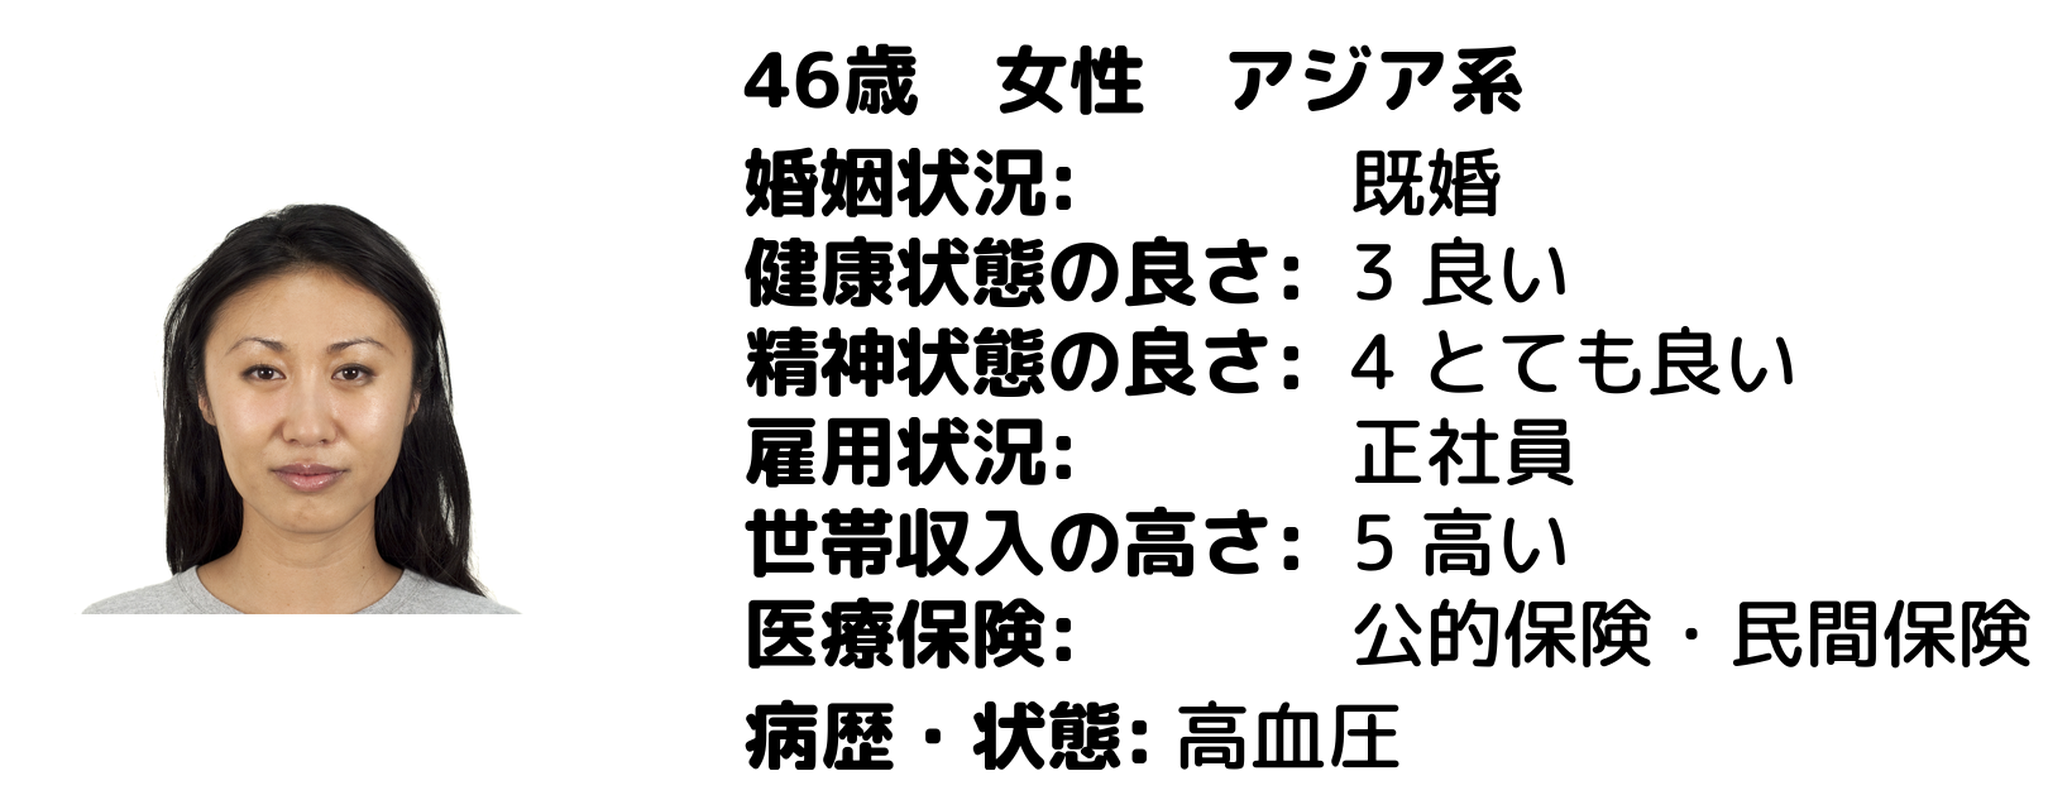 46歳　女性　アジア系
婚姻状況: 既婚
健康状態の良さ: 3 良い
精神状態の良さ: 4 とても良い
雇用状況: 正社員
世帯収入の高さ: 5 高い
医療保険: 公的保険・民間保険
病歴・状態: 高血圧